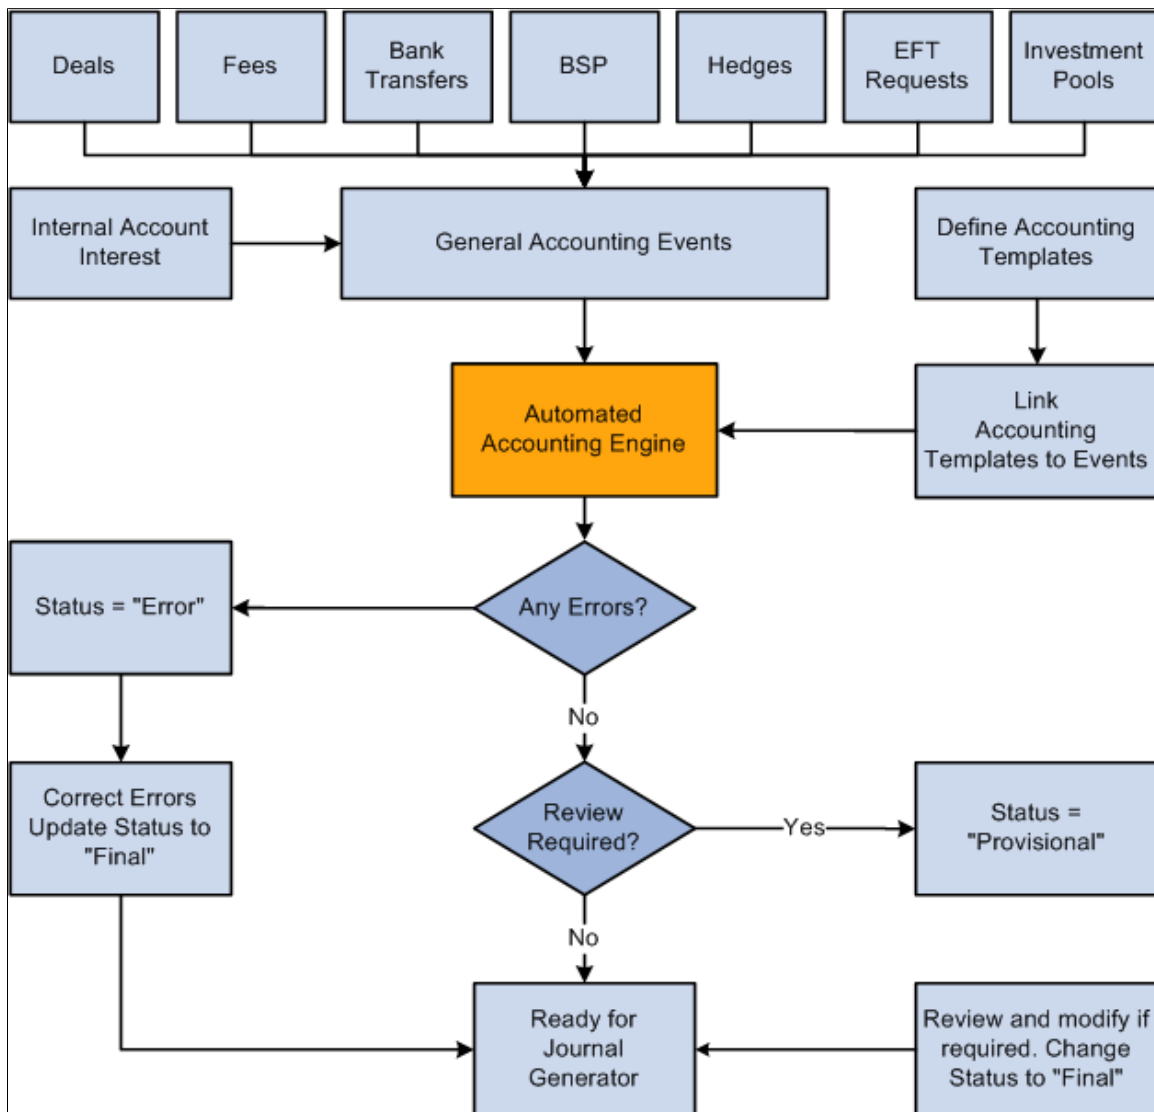 Deals
Fees
Bank
Transfers
BSP
Hedges
EFT
Requests
Investment
Pools
Internal Account
Interest
General Accounting Events
Define Accounting
Templates
Automated
Accounting Engine
Link
Accounting
Templates to Events
Status = "Error"
Any Errors?
No
Correct Errors
Update Status to
"Final"
Review
Required?
Yes
Status =
"Provisional"
No
Ready for
Journal
Generator
Review and modify if
required. Change
Status to "Final"